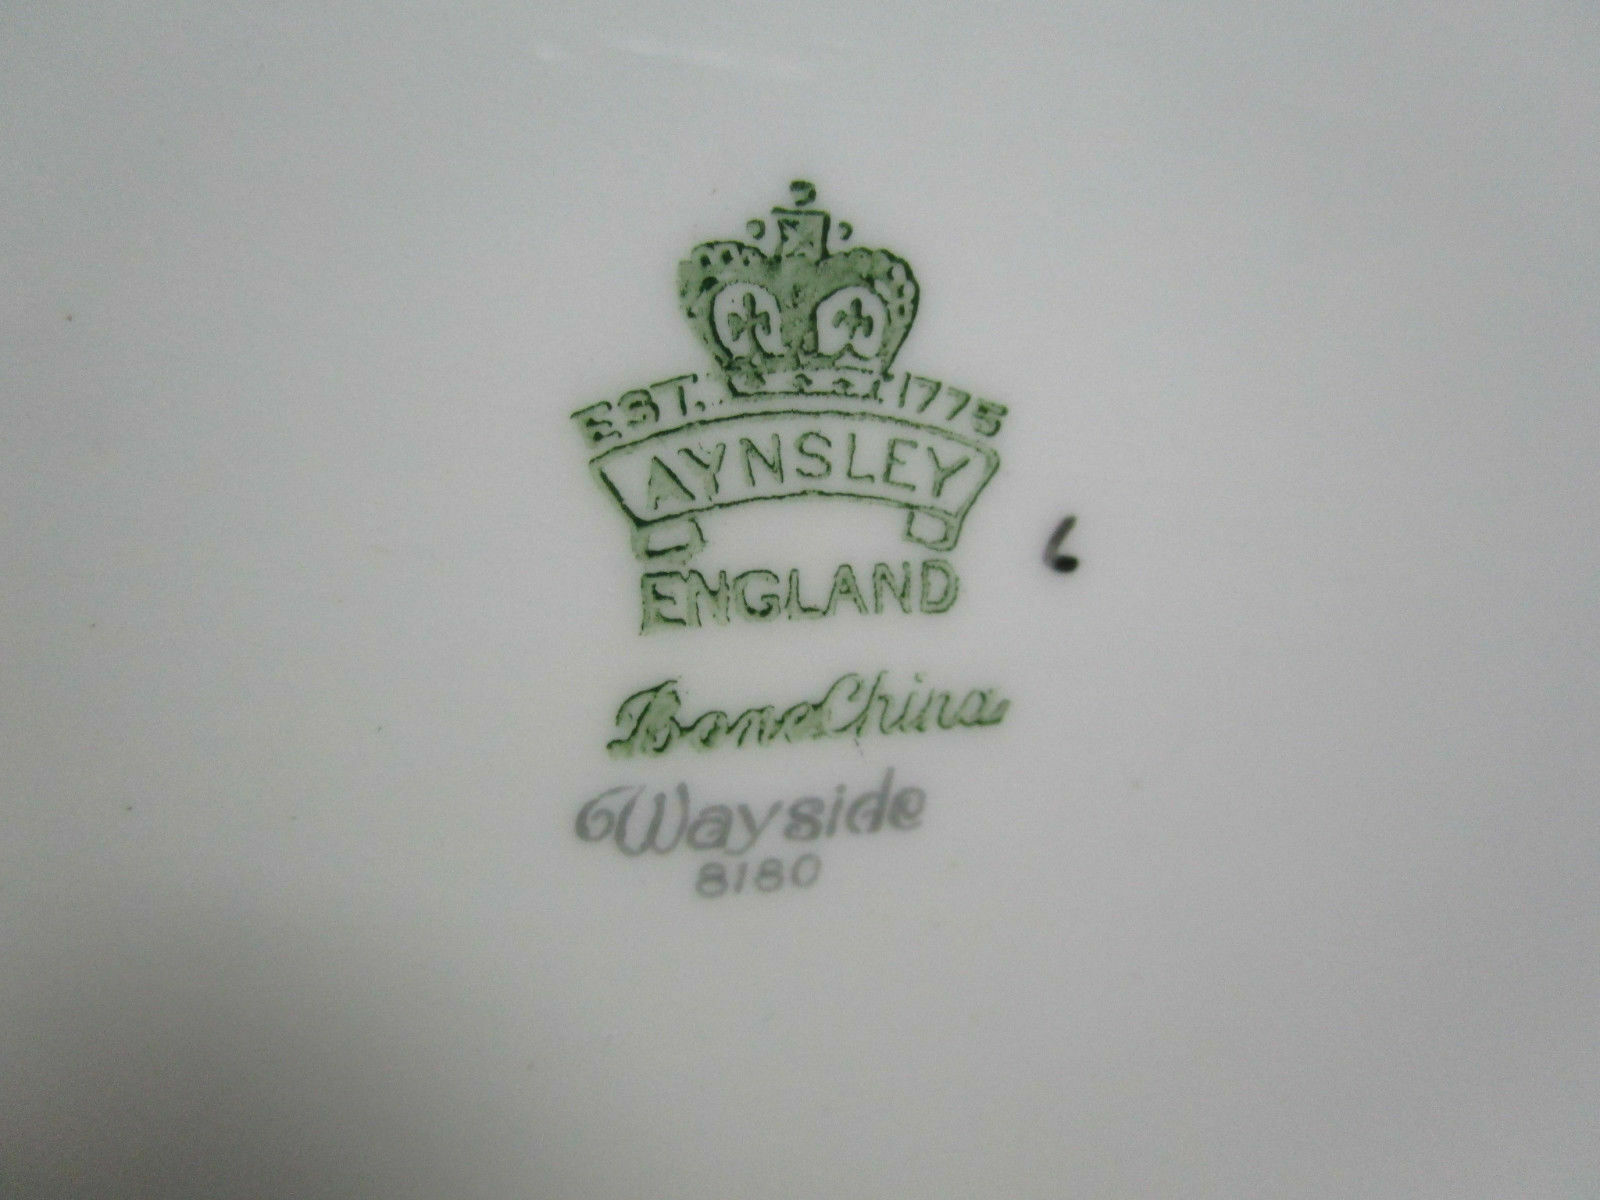 EST. 1775
AYNSLEY
ENGLAND
6
Bone China
Wayside
8180